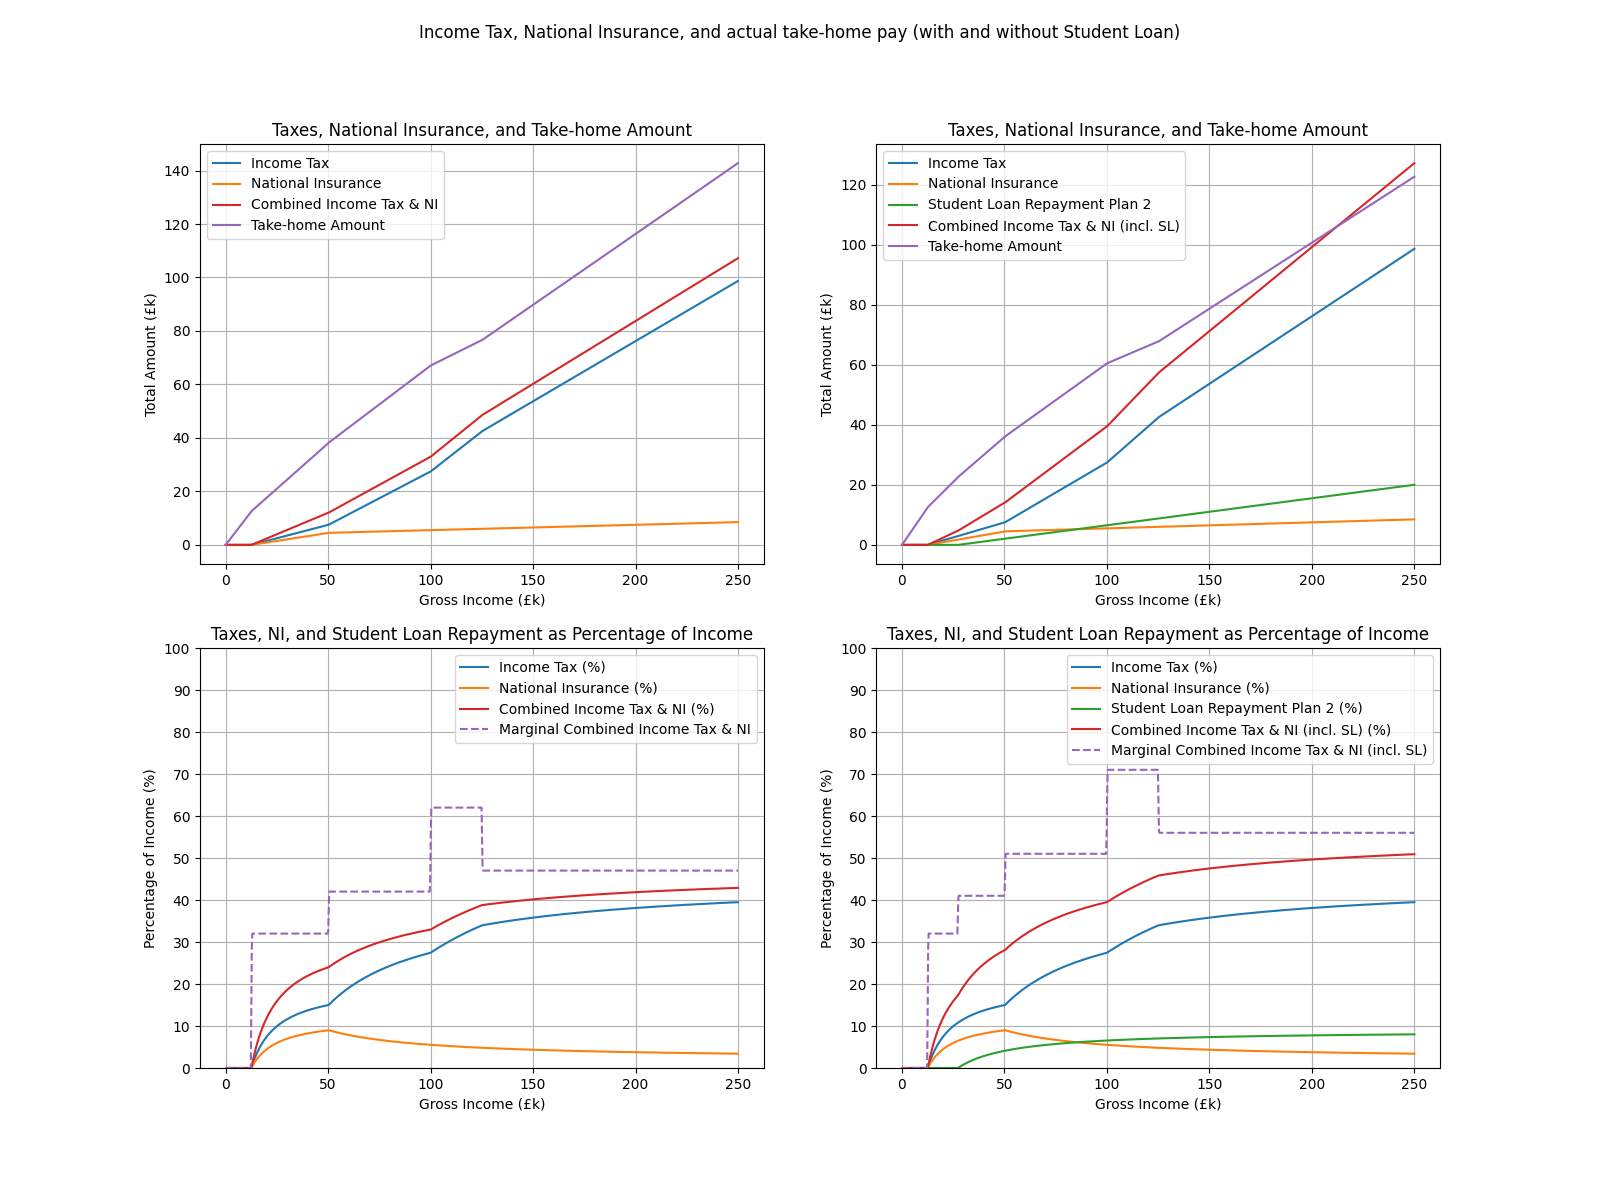 Income Tax, National Insurance, and actual take-home pay (with and without Student Loan)
Taxes, National Insurance, and Take-home Amount
Income Tax
National Insurance
Combined Income Tax & NI
Take-home Amount
Total Amount (£k)
140
120
100
80
60
40
20
0
0 50 100 150 200 250
Gross Income (£k)
Taxes, National Insurance, and Take-home Amount
Income Tax
National Insurance
Student Loan Repayment Plan 2
Combined Income Tax & NI (incl. SL)
Take-home Amount
Total Amount (£k)
120
100
80
60
40
20
0
0 50 100 150 200 250
Gross Income (£k)
Taxes, NI, and Student Loan Repayment as Percentage of Income
Income Tax (%)
National Insurance (%)
Combined Income Tax & NI (%)
Marginal Combined Income Tax & NI
Percentage of Income (%)
100
90
80
70
60
50
40
30
20
10
0
0 50 100 150 200 250
Gross Income (£k)
Taxes, NI, and Student Loan Repayment as Percentage of Income
Income Tax (%)
National Insurance (%)
Student Loan Repayment Plan 2 (%)
Combined Income Tax & NI (incl. SL) (%)
Marginal Combined Income Tax & NI (incl. SL)
Percentage of Income (%)
100
90
80
70
60
50
40
30
20
10
0
0 50 100 150 200 250
Gross Income (£k)